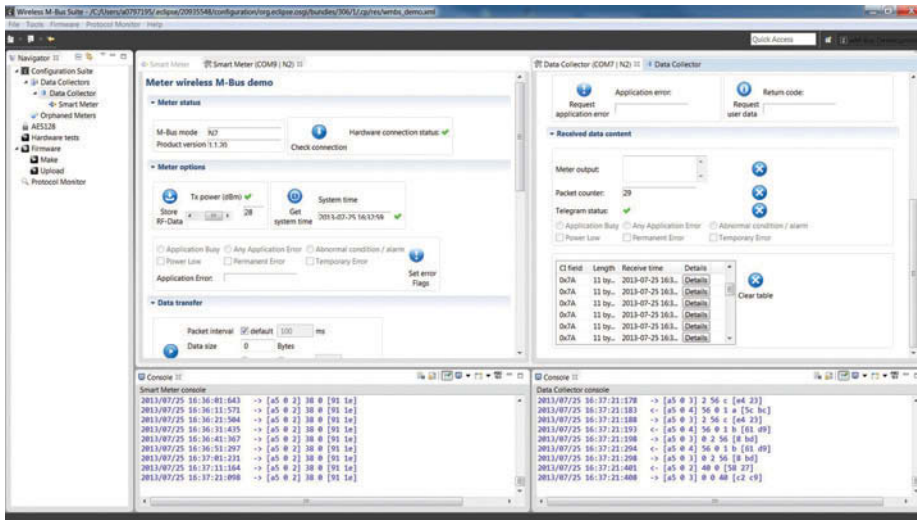 Wireless M-Bus Suite - /C:/Users/a0797195/.eclipse/20935548/configuration/org.eclipse.osgi/bundles/306/1/.cp/res/wmbs_demo.xml
File Tools Firmware Protocol Monitor Help
Quick Access
Navigator
Configuration Suite
Data Collectors
Data Collector
Smart Meter
Orphaned Meters
AES128
Hardware tests
Firmware
Make
Upload
Protocol Monitor
Smart Meter
Smart Meter (COM9 | N2)
Meter wireless M-Bus demo
Meter status
M-Bus mode N2
Product version 1.1.30
Check connection
Hardware connection status:
Meter options
Store RF-Data
Tx power (dBm)
28
Get system time
System time
2013-07-25 16:32:59
Application Busy Any Application Error Abnormal condition / alarm
Power Low Permanent Error Temporary Error
Application Error:
Set error Flags
Data transfer
Packet interval default 100 ms
Data size 0 Bytes
Data Collector (COM7 | N2)
Data Collector
Request application error
Application error:
Request user data
Return code:
Received data content
Meter output:
Packet counter: 29
Telegram status:
Application Busy Any Application Error Abnormal condition / alarm
Power Low Permanent Error Temporary Error
CI field Length Receive time Details
0x7A 11 by... 2013-07-25 163... Details
0x7A 11 by... 2013-07-25 163... Details
0x7A 11 by... 2013-07-25 163... Details
0x7A 11 by... 2013-07-25 163... Details
0x7A 11 by... 2013-07-25 163... Details
0x7A 11 by... 2013-07-25 163... Details
Clear table
Console
Smart Meter console
2013/07/25 16:36:01:643 -> [a5 0 2] 38 0 [91 1e]
2013/07/25 16:36:11:571 -> [a5 0 2] 38 0 [91 1e]
2013/07/25 16:36:21:504 -> [a5 0 2] 38 0 [91 1e]
2013/07/25 16:36:31:435 -> [a5 0 2] 38 0 [91 1e]
2013/07/25 16:36:41:367 -> [a5 0 2] 38 0 [91 1e]
2013/07/25 16:36:51:297 -> [a5 0 2] 38 0 [91 1e]
2013/07/25 16:37:01:231 -> [a5 0 2] 38 0 [91 1e]
2013/07/25 16:37:11:164 -> [a5 0 2] 38 0 [91 1e]
2013/07/25 16:37:21:098 -> [a5 0 2] 38 0 [91 1e]
Console
Data Collector console
2013/07/25 16:37:21:178 -> [a5 0 3] 2 56 c [e4 23]
2013/07/25 16:37:21:183 <- [a5 0 4] 56 0 1 a [5c bc]
2013/07/25 16:37:21:188 -> [a5 0 3] 2 56 c [e4 23]
2013/07/25 16:37:21:193 <- [a5 0 4] 56 0 1 b [61 d9]
2013/07/25 16:37:21:198 -> [a5 0 3] 0 2 56 [8 bd]
2013/07/25 16:37:21:294 <- [a5 0 4] 56 0 1 b [61 d9]
2013/07/25 16:37:21:298 -> [a5 0 3] 0 2 56 [8 bd]
2013/07/25 16:37:21:401 <- [a5 0 2] 40 0 [58 27]
2013/07/25 16:37:21:408 -> [a5 0 3] 0 0 40 [c2 c9]